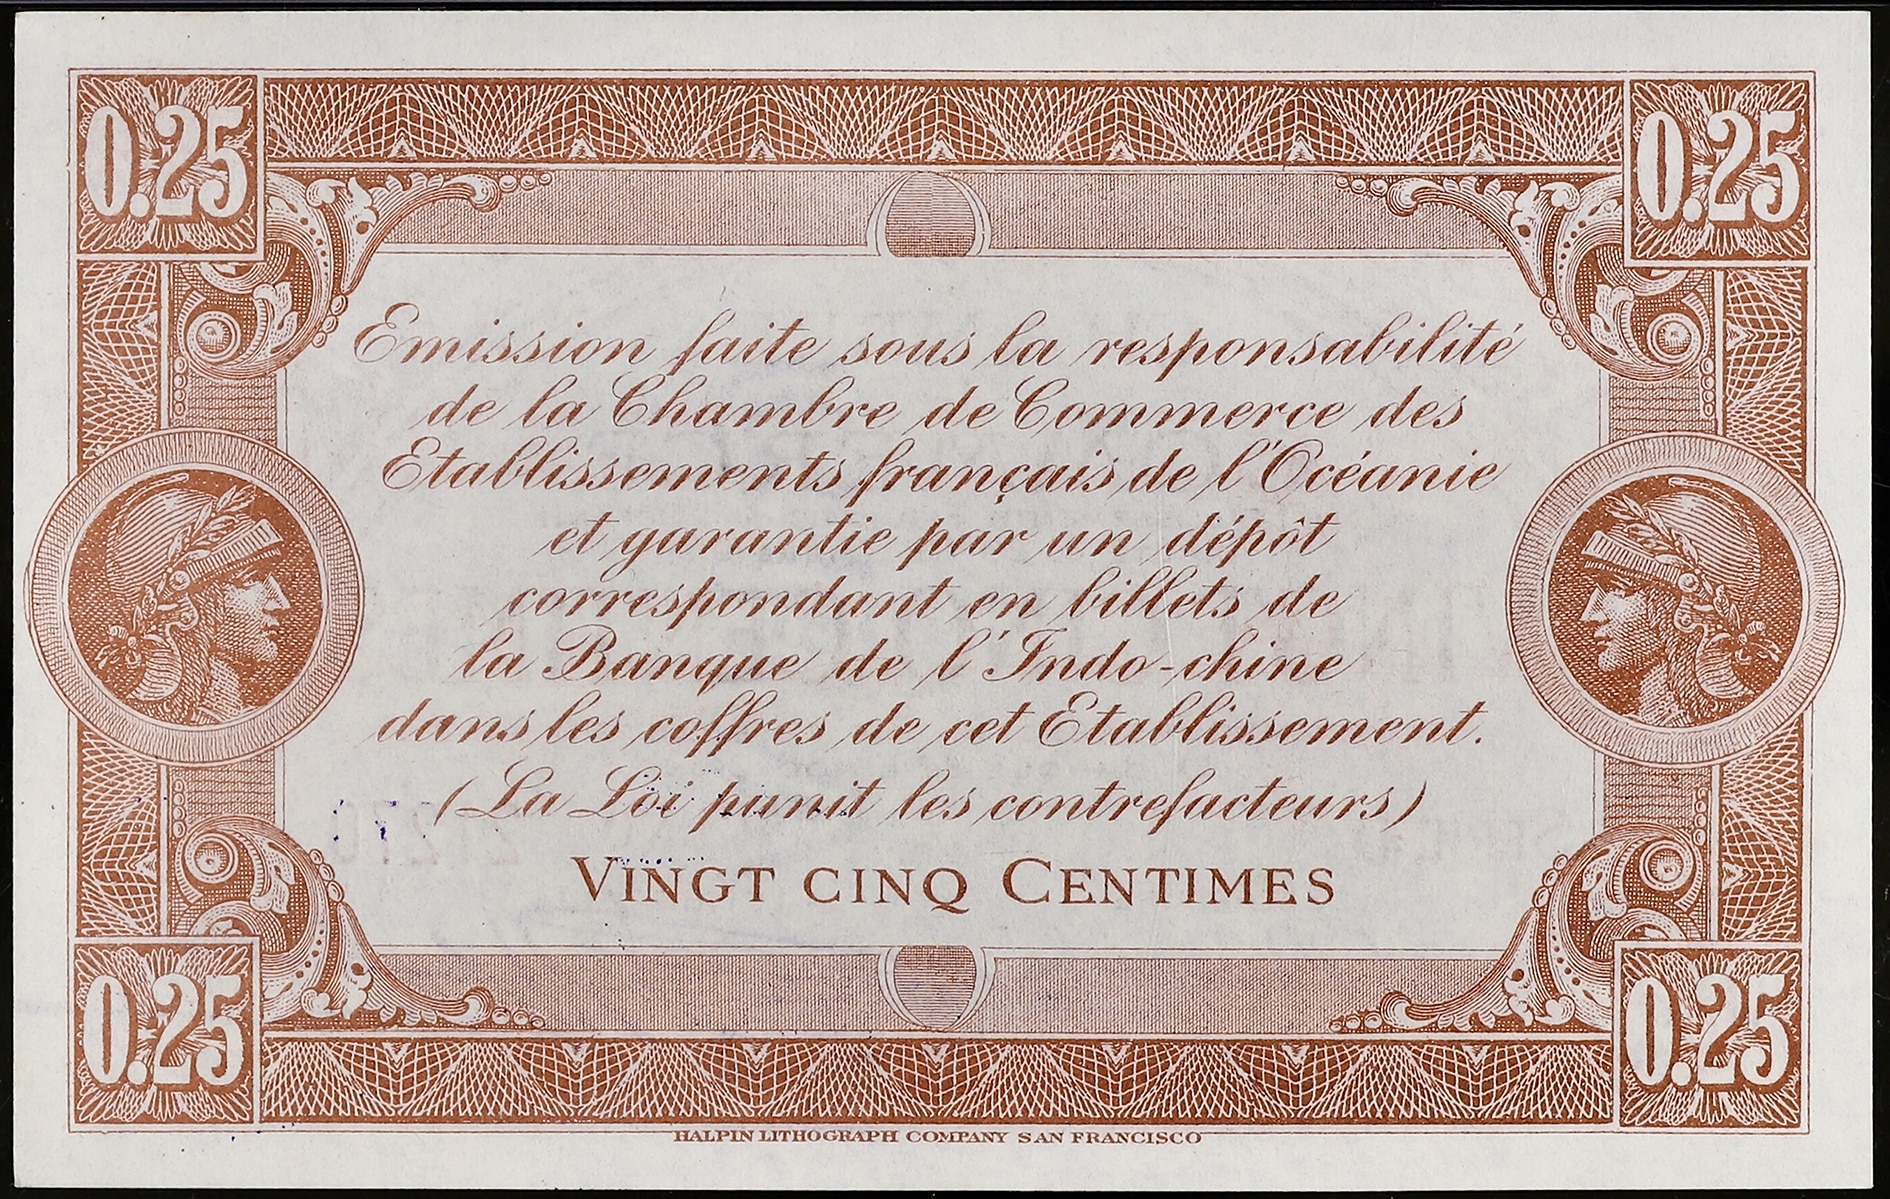 0.25 0.25
Emission faite sous la responsabilité
de la Chambre de Commerce des
Etablissements français de l'Océanie
et garantie par un dépôt
correspondant en billets de
la Banque de l'Indo-chine
dans les coffres de cet Etablissement.
(La Loi punit les contrefacteurs)
VINGT CINQ CENTIMES
0.25 0.25
HALPIN LITHOGRAPH COMPANY SAN FRANCISCO